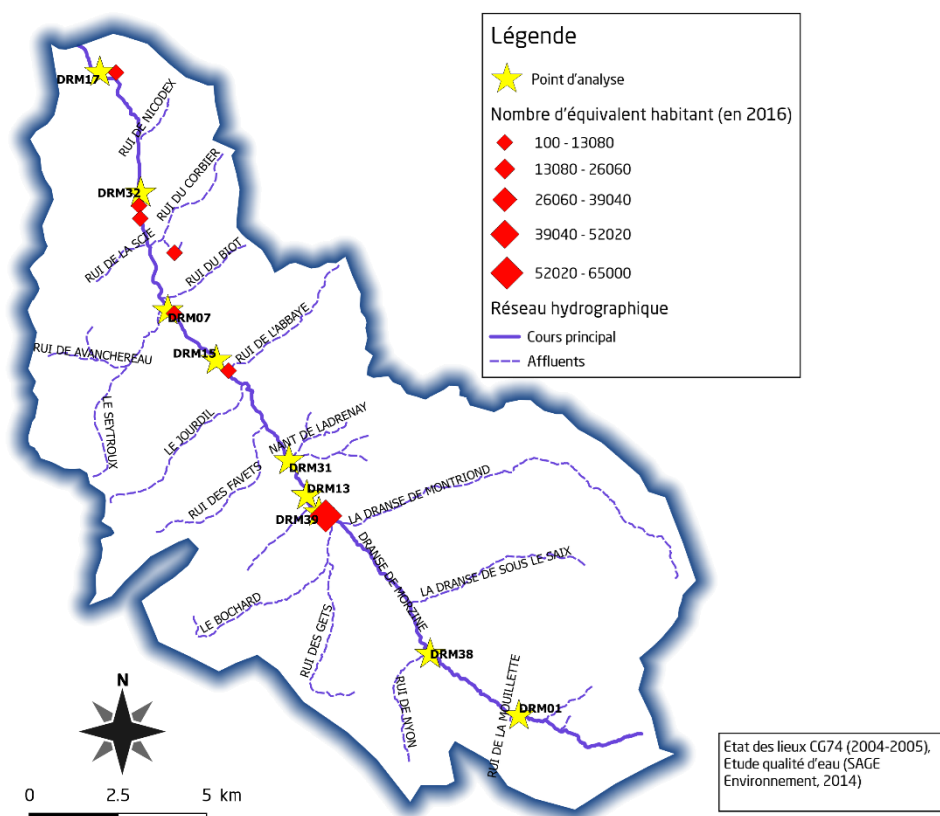 Légende
Point d'analyse
Nombre d'équivalent habitant (en 2016)
100 - 13080
13080 - 26060
26060 - 39040
39040 - 52020
52020 - 65000
Réseau hydrographique
Cours principal
Affluents
DRM17
RUI DE NICODEX
DRM32
RUI DU CORBIER
RUI DE LA SCIE
RUI DU BIOT
DRM07
RUI DE L'ABBAYE
DRM15
RUI DE AVANCHEREAU
LE SEYTROUX
LE JOURDIL
NANT DE LADRENAY
RUI DES FAVETS
DRM31
DRM13
DRM39
LA DRANSE DE MONTRIOND
DRANSE DE MORZINE
LA DRANSE DE SOUS LE SAIX
LE BOCHARD
RUI DES GETS
DRM38
RUI DE NYON
RUI DE LA MOUILLETTE
DRM01
N
0 2.5 5 km
Etat des lieux CG74 (2004-2005),
Etude qualité d'eau (SAGE
Environnement, 2014)